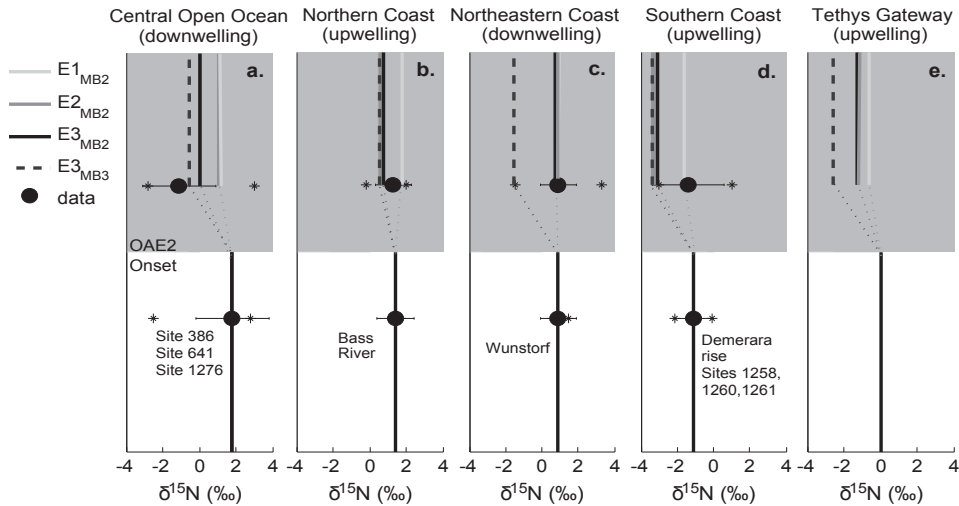 Central Open Ocean
(downwelling)
Northern Coast
(upwelling)
Northeastern Coast
(downwelling)
Southern Coast
(upwelling)
Tethys Gateway
(upwelling)
E1MB2
E2MB2
E3MB2
E3MB3
data
a.
b.
c.
d.
e.
OAE2
Onset
Site 386
Site 641
Site 1276
Bass
River
Wunstorf
Demerara
rise
Sites 1258,
1260,1261
-4 -2 0 2 4
-4 -2 0 2 4
-4 -2 0 2 4
-4 -2 0 2 4
-4 -2 0 2 4
δ¹⁵N (‰)
δ¹⁵N (‰)
δ¹⁵N (‰)
δ¹⁵N (‰)
δ¹⁵N (‰)